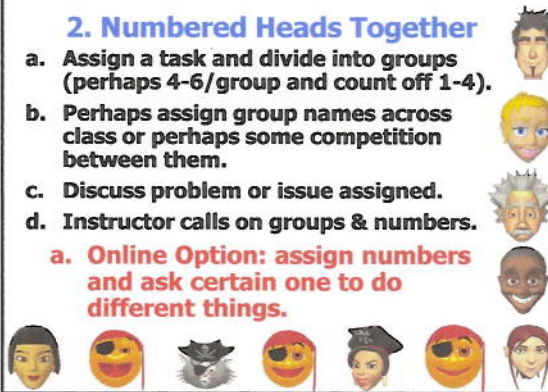 2. Numbered Heads Together
a. Assign a task and divide into groups
(perhaps 4-6/group and count off 1-4).
b. Perhaps assign group names across
class or perhaps some competition
between them.
c. Discuss problem or issue assigned.
d. Instructor calls on groups & numbers.
a. Online Option: assign numbers
and ask certain one to do
different things.